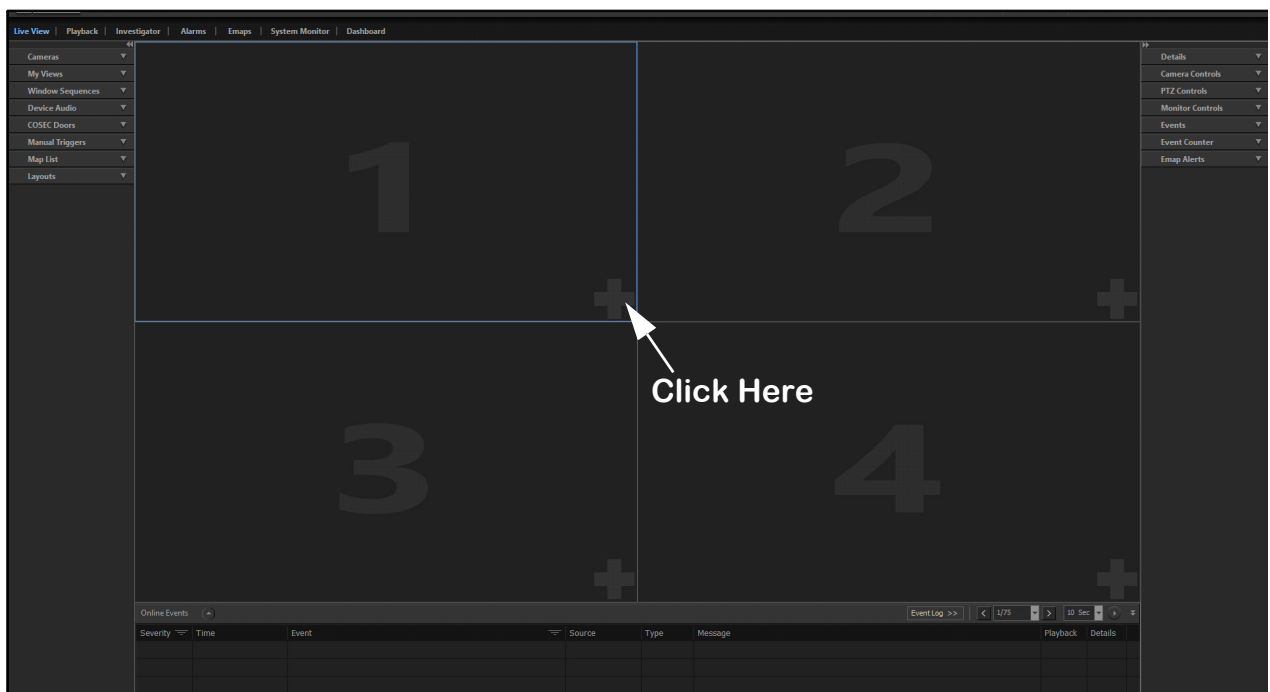 Live View | Playback | Investigator | Alarms | Emaps | System Monitor | Dashboard
Cameras
My Views
Window Sequences
Device Audio
COSEC Doors
Manual Triggers
Map List
Layouts
1
2
Click Here
3
4
Details
Camera Controls
PTZ Controls
Monitor Controls
Events
Event Counter
Emap Alerts
Online Events
Event Log >> | < 1/75 > 10 Sec
Severity Time Event Source Type Message Playback Details